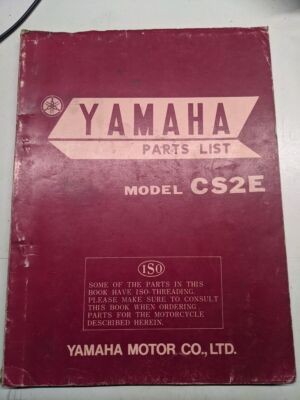 YAMAHA
PARTS LIST
MODEL CS2E
ISO
SOME OF THE PARTS IN THIS
BOOK HAVE ISO-THREADING.
PLEASE MAKE SURE TO CONSULT
THIS BOOK WHEN ORDERING
PARTS FOR THE MOTORCYCLE
DESCRIBED HEREIN.
YAMAHA MOTOR CO., LTD.